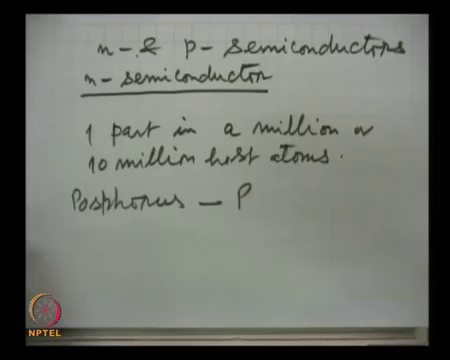 n- & p- semiconductors
n- semiconductor
1 part in a million or
10 million host atoms.
Posphorus — P
NPTEL